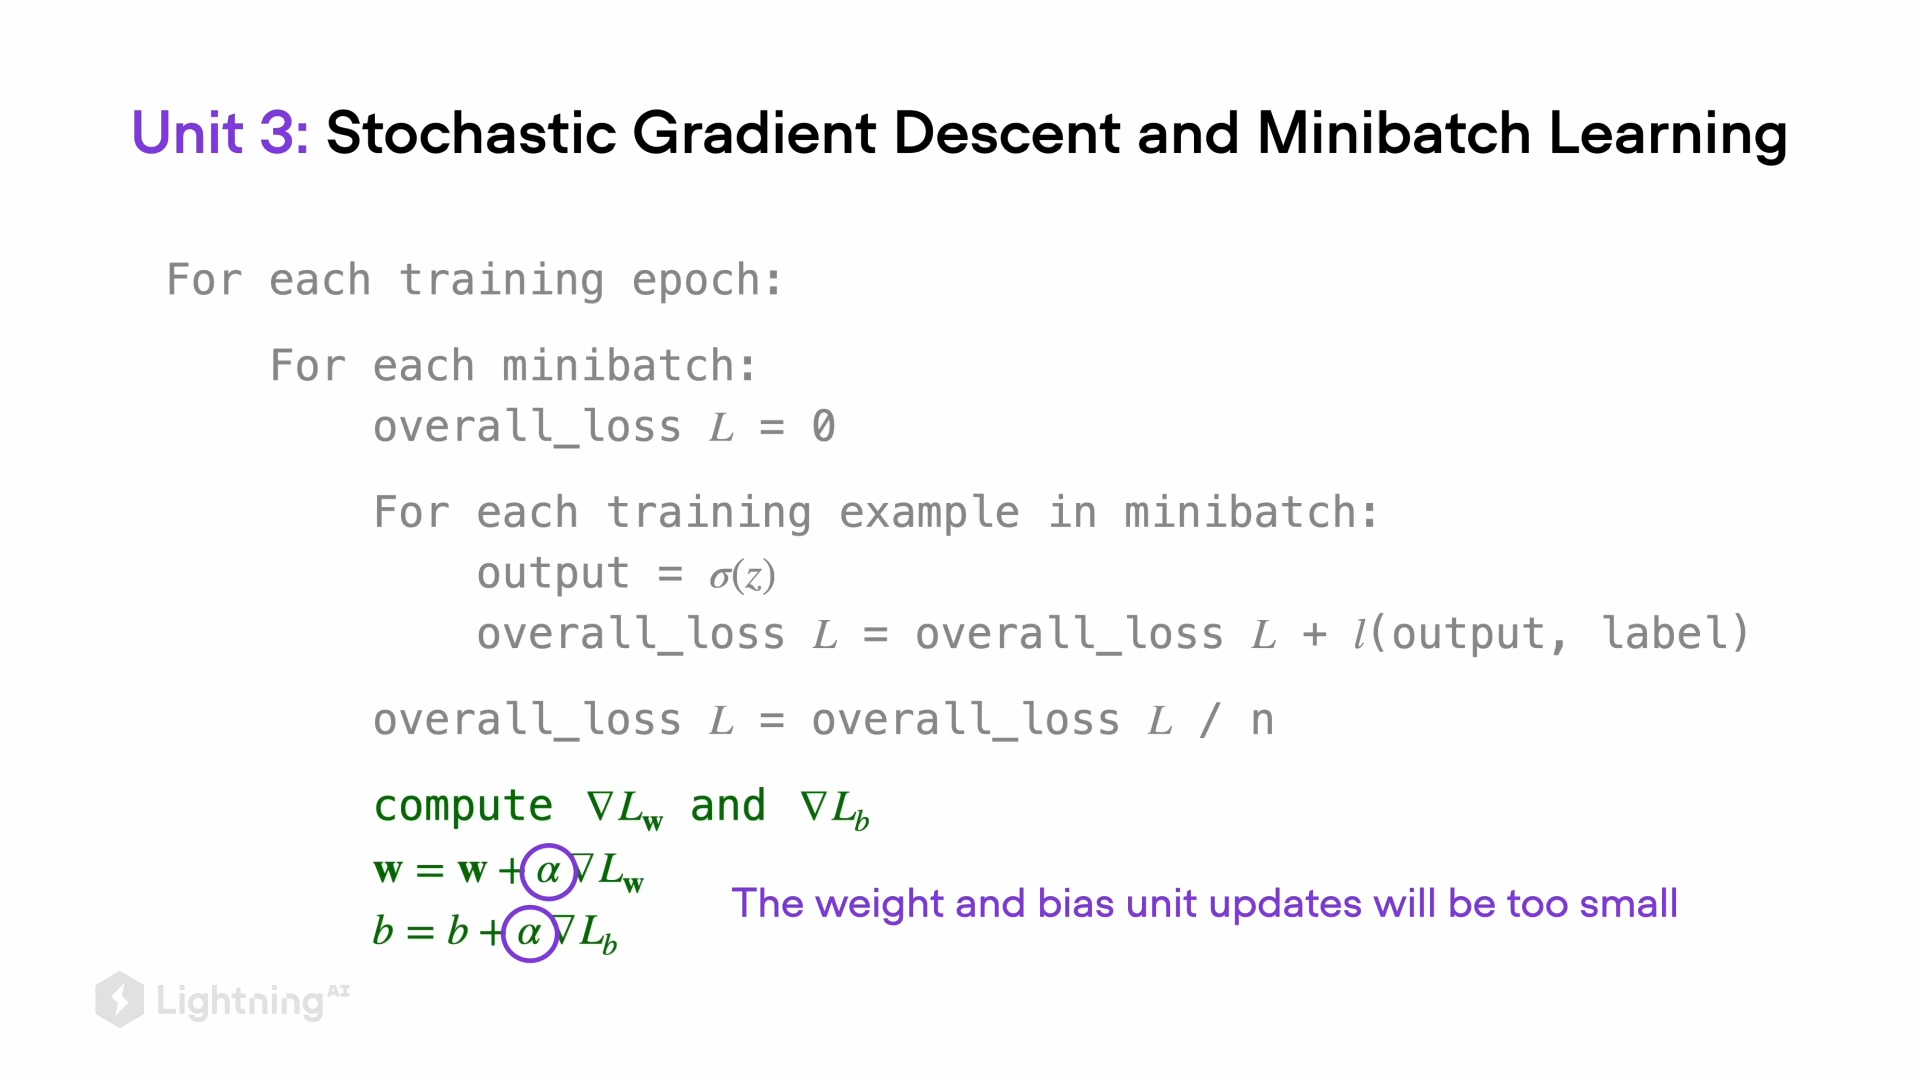 Unit 3: Stochastic Gradient Descent and Minibatch Learning
For each training epoch:
For each minibatch:
overall_loss L = 0
For each training example in minibatch:
output = σ(z)
overall_loss L = overall_loss L + l(output, label)
overall_loss L = overall_loss L / n
compute ∇L_w and ∇L_b
w = w + α∇L_w
b = b + α∇L_b
The weight and bias unit updates will be too small
Lightning AI